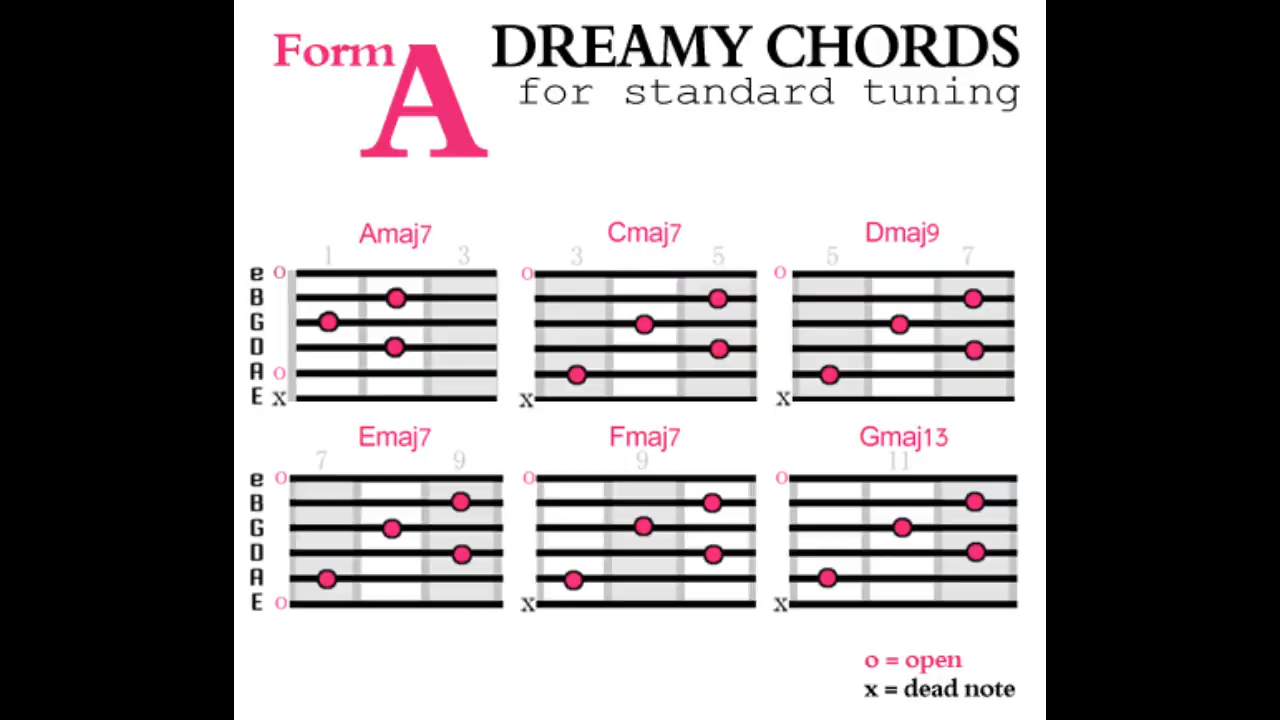 Form A DREAMY CHORDS
for standard tuning
Amaj7 Cmaj7 Dmaj9
1 3 3 5 5 7
e o o o
B
G
D
A o
E x x x
Emaj7 Fmaj7 Gmaj13
7 9 9 11
e o o o
B
G
D
A
E o x x
o = open
x = dead note